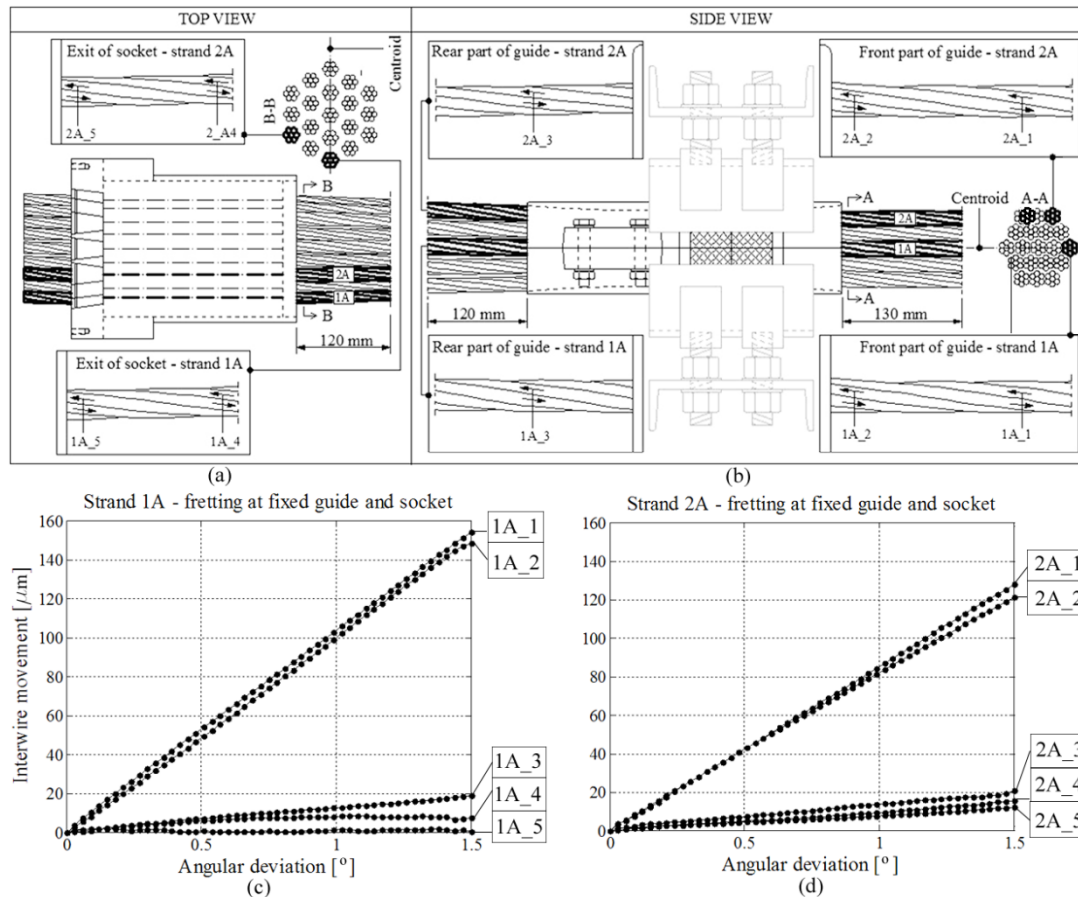 TOP VIEW
SIDE VIEW
Exit of socket - strand 2A
2A_5
2_A4
B-B
Centroid
B
2A
1A
B
120 mm
Exit of socket - strand 1A
1A_5
1A_4
(a)
Rear part of guide - strand 2A
2A_3
Front part of guide - strand 2A
2A_2
2A_1
A
Centroid
A-A
2A
1A
A
120 mm
130 mm
Rear part of guide - strand 1A
1A_3
Front part of guide - strand 1A
1A_2
1A_1
(b)
Strand 1A - fretting at fixed guide and socket
Interwire movement [μm]
160
140
120
100
80
60
40
20
0
0
0.5
1
1.5
Angular deviation [º]
1A_1
1A_2
1A_3
1A_4
1A_5
(c)
Strand 2A - fretting at fixed guide and socket
160
140
120
100
80
60
40
20
0
0
0.5
1
1.5
Angular deviation [º]
2A_1
2A_2
2A_3
2A_4
2A_5
(d)